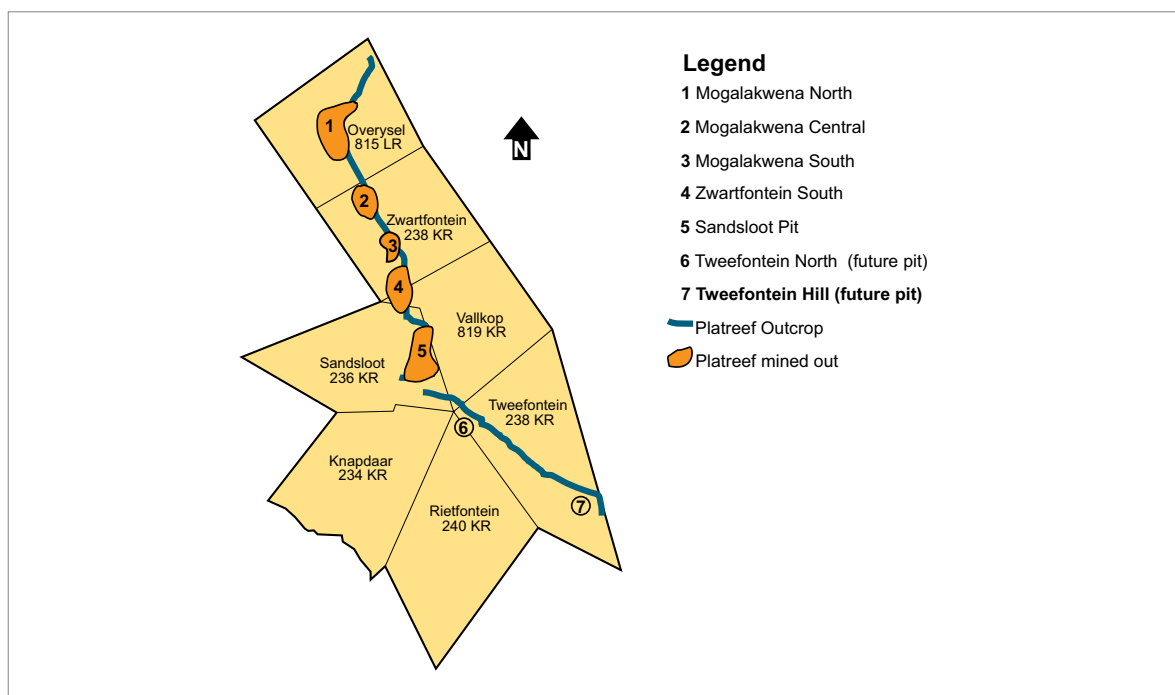 1
Overysel
815 LR
2
Zwartfontein
238 KR
3
4
Vallkop
819 KR
5
Sandsloot
236 KR
Tweefontein
238 KR
6
Knapdaar
234 KR
Rietfontein
240 KR
7
N
Legend
1 Mogalakwena North
2 Mogalakwena Central
3 Mogalakwena South
4 Zwartfontein South
5 Sandsloot Pit
6 Tweefontein North (future pit)
7 Tweefontein Hill (future pit)
Platreef Outcrop
Platreef mined out